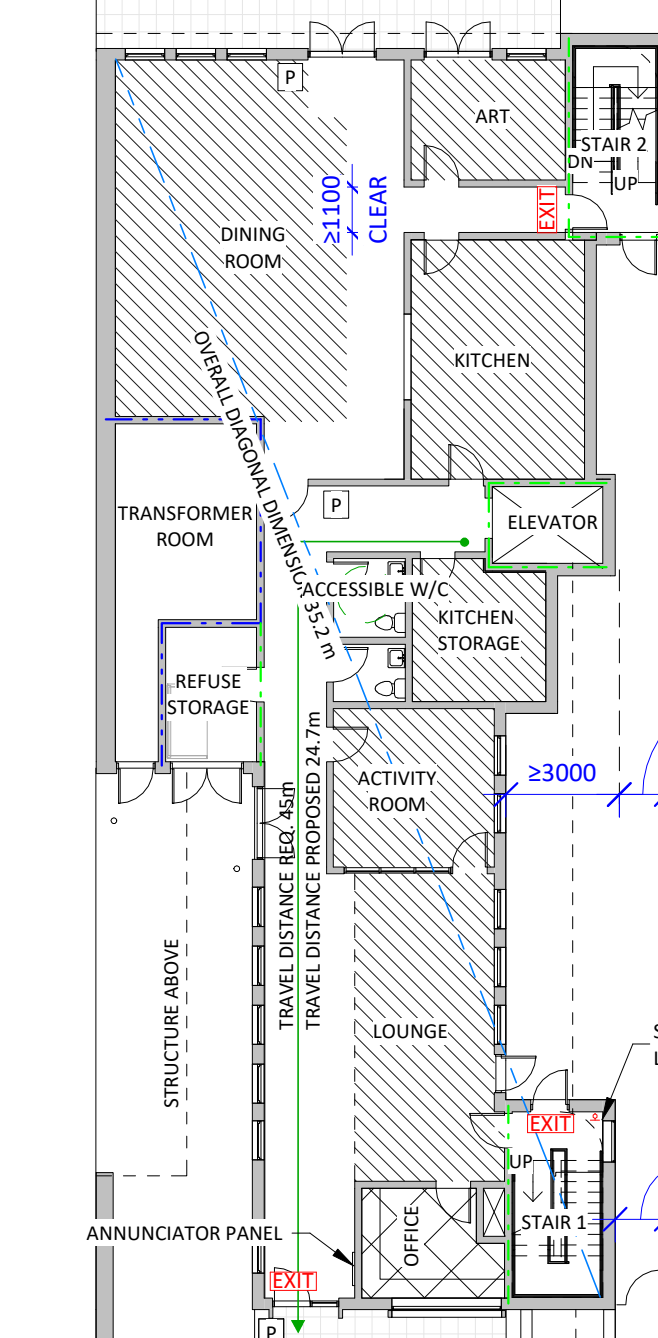 P
ART
STAIR 2
DN
UP
≥1100
CLEAR
EXIT
DINING
ROOM
KITCHEN
OVERALL DIAGONAL DIMENSION 35.2 m
P
TRANSFORMER
ROOM
ELEVATOR
ACCESSIBLE W/C
KITCHEN
STORAGE
REFUSE
STORAGE
≥3000
ACTIVITY
ROOM
TRAVEL DISTANCE REQ. 45m
TRAVEL DISTANCE PROPOSED 24.7m
STRUCTURE ABOVE
LOUNGE
S
L
EXIT
UP
STAIR 1
OFFICE
ANNUNCIATOR PANEL
EXIT
P